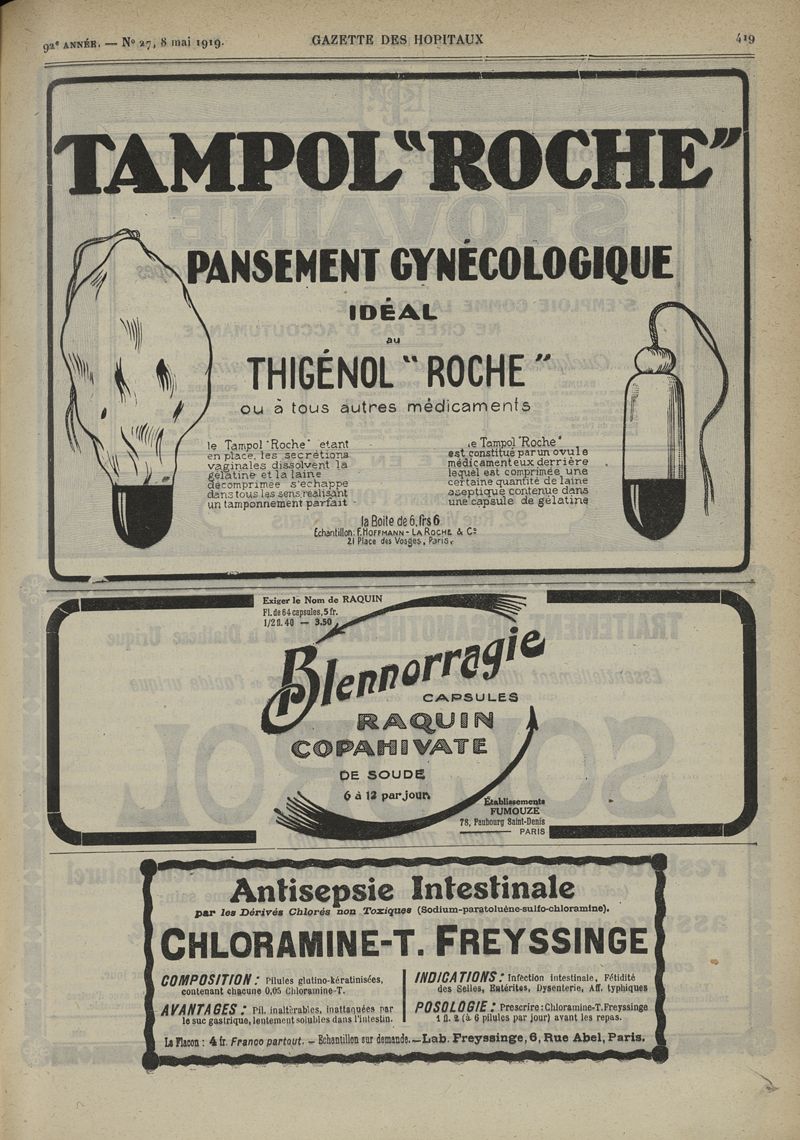 92e ANNÉE. — No 27, 8 mai 1919.
GAZETTE DES HOPITAUX
419
TAMPOL "ROCHE"
PANSEMENT GYNÉCOLOGIQUE
IDÉAL
au
THIGÉNOL "ROCHE"
ou à tous autres médicaments
le Tampol "Roche" etant
en place, les secrétions
vaginales dissolvent la
gélatine et la laine
décomprimée s'échappe
dans tous les sens réalisant
un tamponnement parfait
Le Tampol "Roche"
est constitué par un ovule
médicamenteux derrière
lequel est comprimée une
certaine quantité de laine
aseptique contenue dans
une capsule de gélatine
la Boite de 6, frs 6
Échantillon: F. HOFFMANN-LA ROCHE & Co
21 Place des Vosges, Paris.
Exiger le Nom de RAQUIN
Fl. de 64 capsules, 5 fr.
1/2 fl. 40 — 3.50
Blennorragie
CAPSULES
RAQUIN
COPAHIVATE
DE SOUDE
6 à 12 par jour.
Établissements
FUMOUZE
78, Faubourg Saint-Denis
PARIS
Antisepsie Intestinale
par les Dérivés Chlorés non Toxiques (Sodium-paratoluène-sulfo-chloramine).
CHLORAMINE-T. FREYSSINGE
COMPOSITION : Pilules glutino-kératinisées,
contenant chacune 0,05 Chloramine-T.
AVANTAGES : Pil. inaltérables, inattaquées par
le suc gastrique, lentement solubles dans l'intestin.
INDICATIONS : Infection intestinale, Fétidité
des Selles, Entérites, Dysenterie, Aff. typhiques
POSOLOGIE : Prescrire : Chloramine-T. Freyssinge
1 fl. 2 (à 6 pilules par jour) avant les repas.
Le Flacon : 4 fr. Franco partout. — Echantillon sur demande. — Lab. Freyssinge, 6, Rue Abel, Paris.